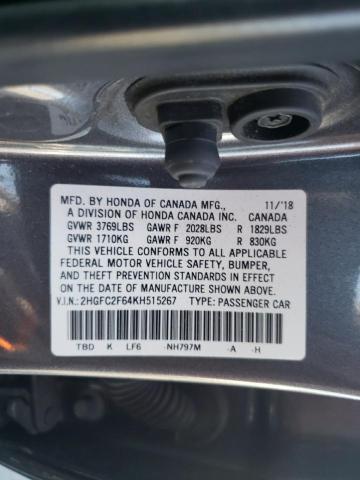 MFD. BY HONDA OF CANADA MFG., 11/'18
A DIVISION OF HONDA CANADA INC. CANADA
GVWR 3769LBS GAWR F 2028LBS R 1829LBS
GVWR 1710KG GAWR F 920KG R 830KG
THIS VEHICLE CONFORMS TO ALL APPLICABLE
FEDERAL MOTOR VEHICLE SAFETY, BUMPER,
AND THEFT PREVENTION STANDARDS IN EFFECT
ON THE DATE OF MANUFACTURE SHOWN ABOVE.
V.I.N.: 2HGFC2F64KH515267 TYPE: PASSENGER CAR
TBD K LF6 -NH797M -A -H